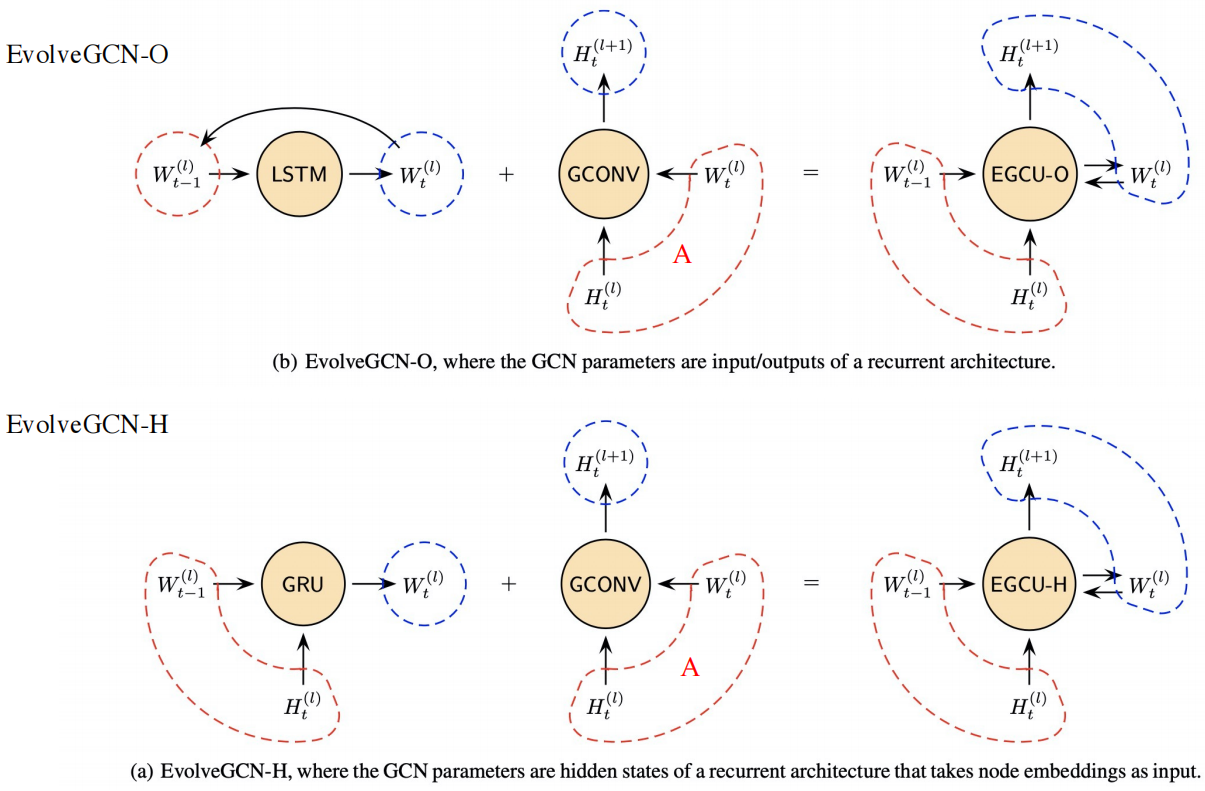 EvolveGCN-O
H_t^{(l+1)}
H_t^{(l+1)}
W_{t-1}^{(l)} LSTM W_t^{(l)} + GCONV W_t^{(l)} = W_{t-1}^{(l)} EGCU-O W_t^{(l)}
A
H_t^{(l)}
H_t^{(l)}
(b) EvolveGCN-O, where the GCN parameters are input/outputs of a recurrent architecture.
EvolveGCN-H
H_t^{(l+1)}
H_t^{(l+1)}
W_{t-1}^{(l)} GRU W_t^{(l)} + GCONV W_t^{(l)} = W_{t-1}^{(l)} EGCU-H W_t^{(l)}
A
H_t^{(l)}
H_t^{(l)}
H_t^{(l)}
(a) EvolveGCN-H, where the GCN parameters are hidden states of a recurrent architecture that takes node embeddings as input.